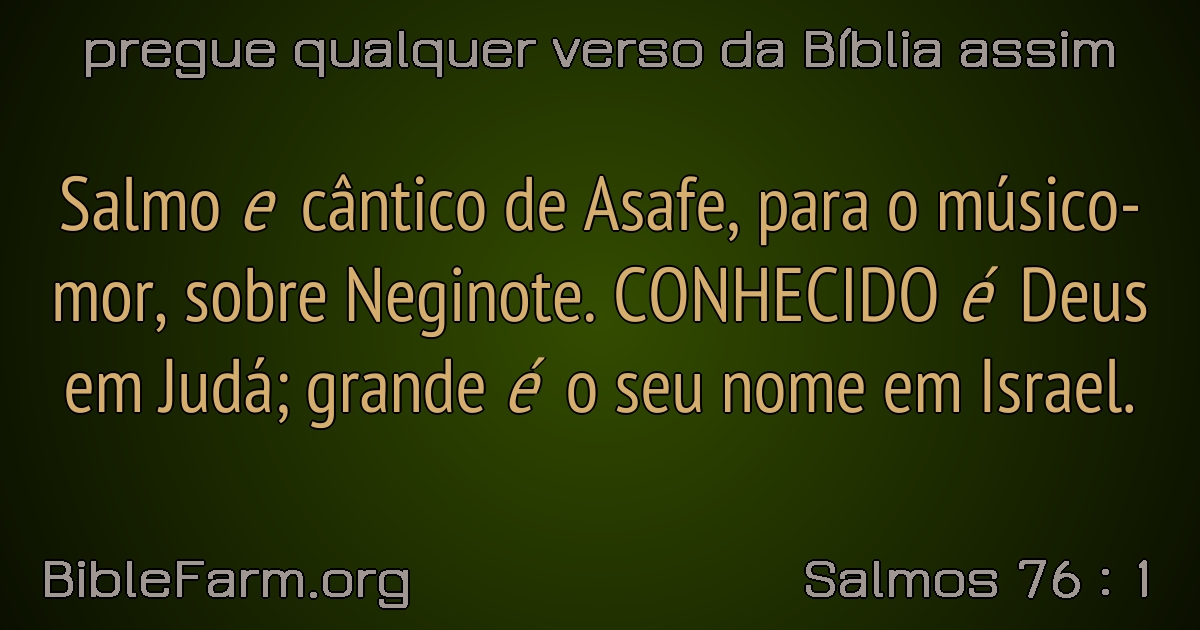 pregue qualquer verso da Bíblia assim
Salmo e cântico de Asafe, para o músico-
mor, sobre Neginote. CONHECIDO é Deus
em Judá; grande é o seu nome em Israel.
BibleFarm.org
Salmos 76 : 1